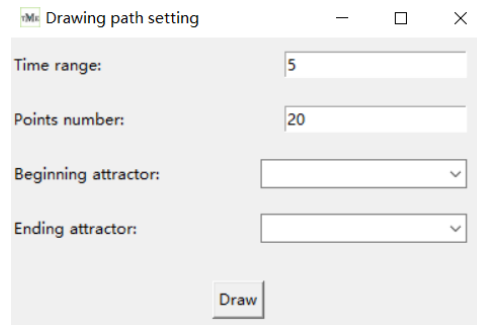 Drawing path setting
Time range: 5
Points number: 20
Beginning attractor:
Ending attractor:
Draw